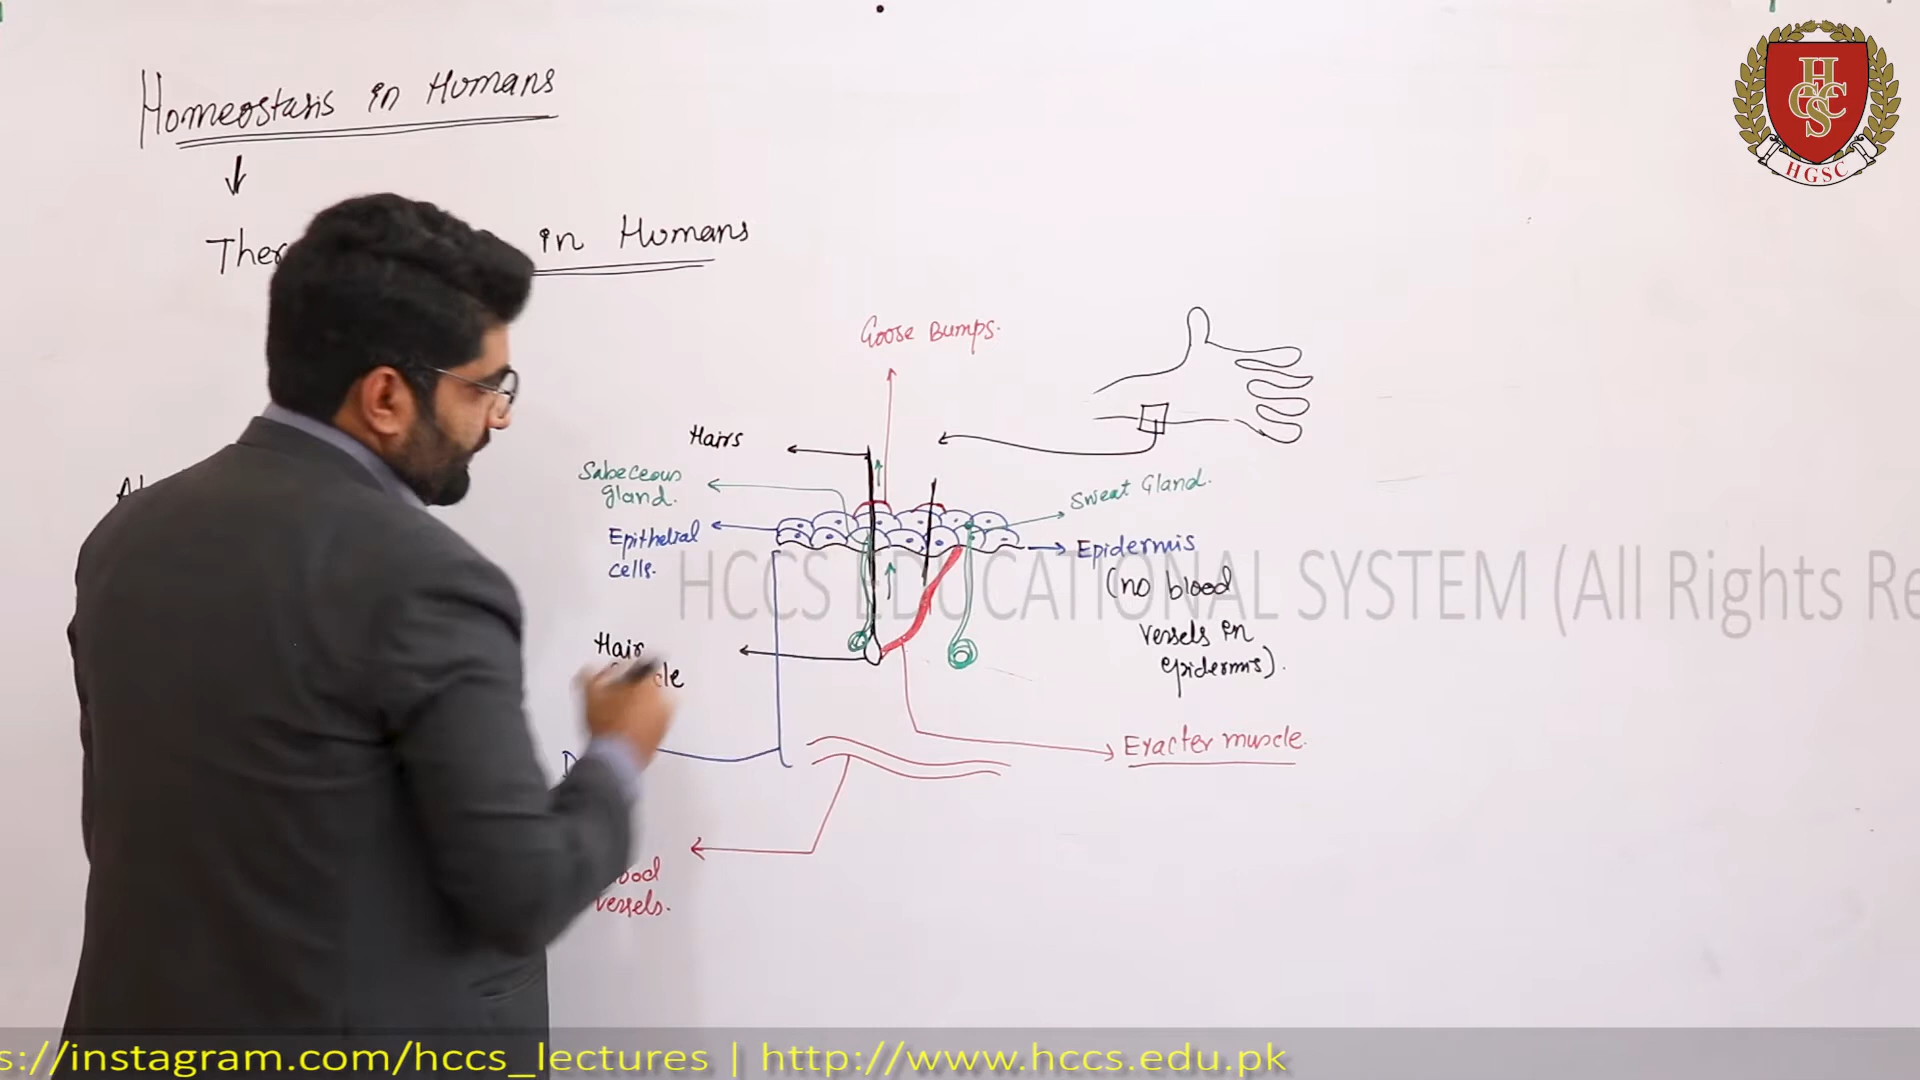 Homeostasis in Humans
in Humans
Goose Bumps.
Hairs
Sabeceous
gland.
Sweat Gland.
Epithelial
cells.
Epidermis
(no blood
vessels in
epidermis).
Hair
Eracter muscle.
vessels.
HCCS EDUCATIONAL SYSTEM (All Rights Re
HGSC
s://instagram.com/hccs_lectures | http://www.hccs.edu.pk